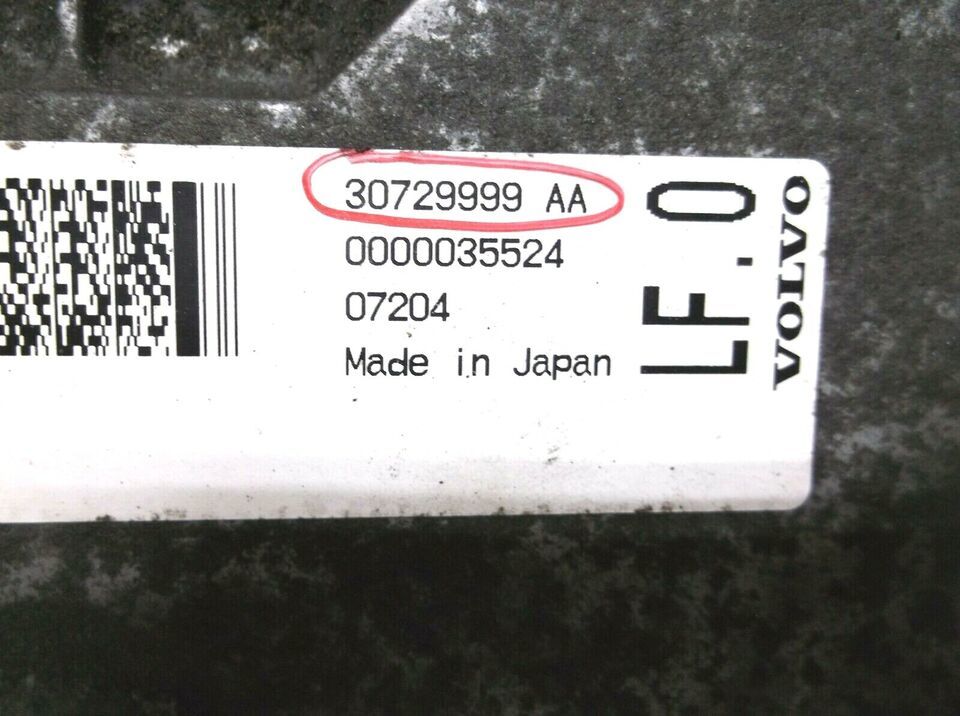 30729999 AA
0000035524
07204
Made in Japan
LF.0
VOLVO